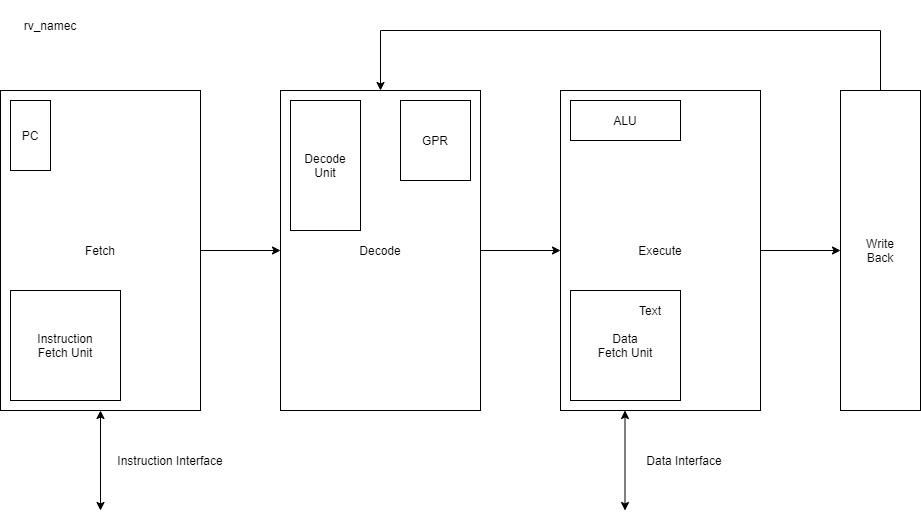 rv_namec
PC
Decode
Unit
GPR
ALU
Fetch
Decode
Execute
Write
Back
Instruction
Fetch Unit
Text
Data
Fetch Unit
Instruction Interface
Data Interface